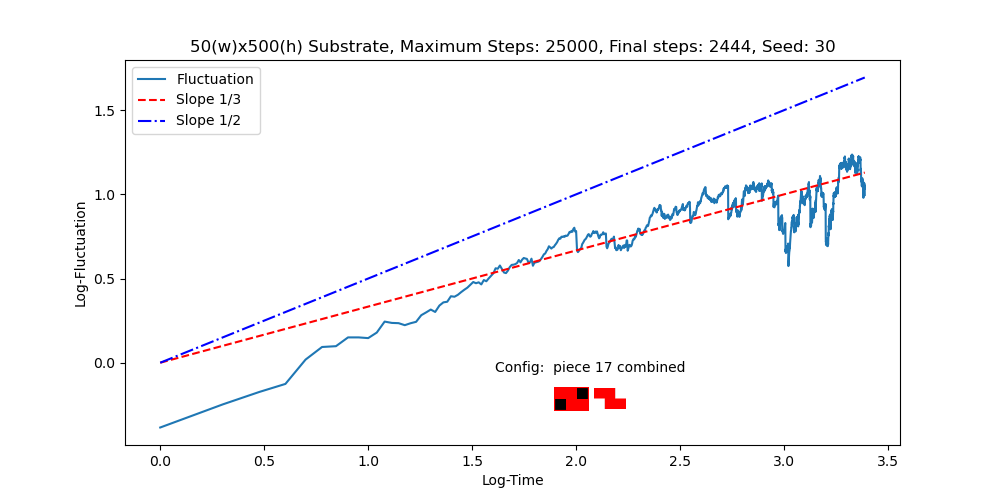 50(w)x500(h) Substrate, Maximum Steps: 25000, Final steps: 2444, Seed: 30
Fluctuation
Slope 1/3
Slope 1/2
1.5
1.0
0.5
0.0
Log-Fluctuation
Config:  piece 17 combined
0.0 0.5 1.0 1.5 2.0 2.5 3.0 3.5
Log-Time